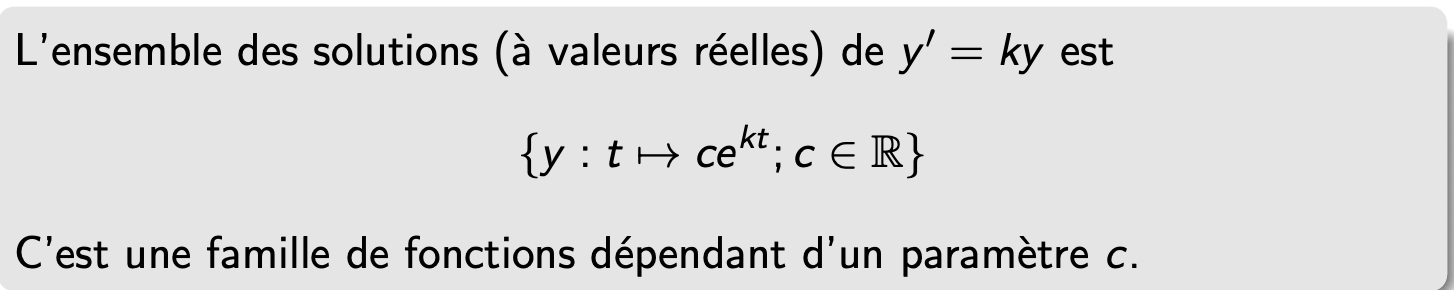 L'ensemble des solutions (à valeurs réelles) de y′ = ky est
{y : t ↦ ce^{kt}; c ∈ ℝ}
C'est une famille de fonctions dépendant d'un paramètre c.